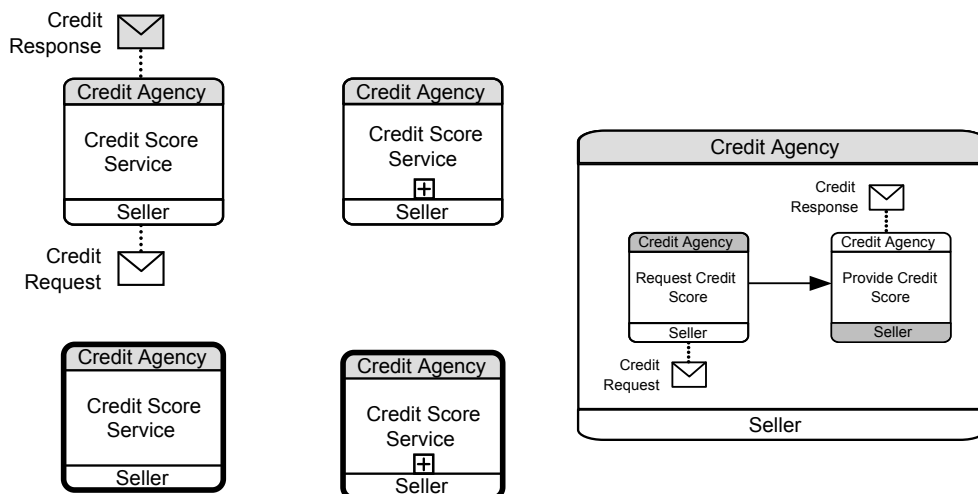 Credit
Response
Credit Agency
Credit Score
Service
Seller
Credit
Request
Credit Agency
Credit Score
Service
Seller
Credit Agency
Credit
Response
Credit Agency
Request Credit
Score
Seller
Credit Agency
Provide Credit
Score
Seller
Credit
Request
Seller
Credit Agency
Credit Score
Service
Seller
Credit Agency
Credit Score
Service
Seller